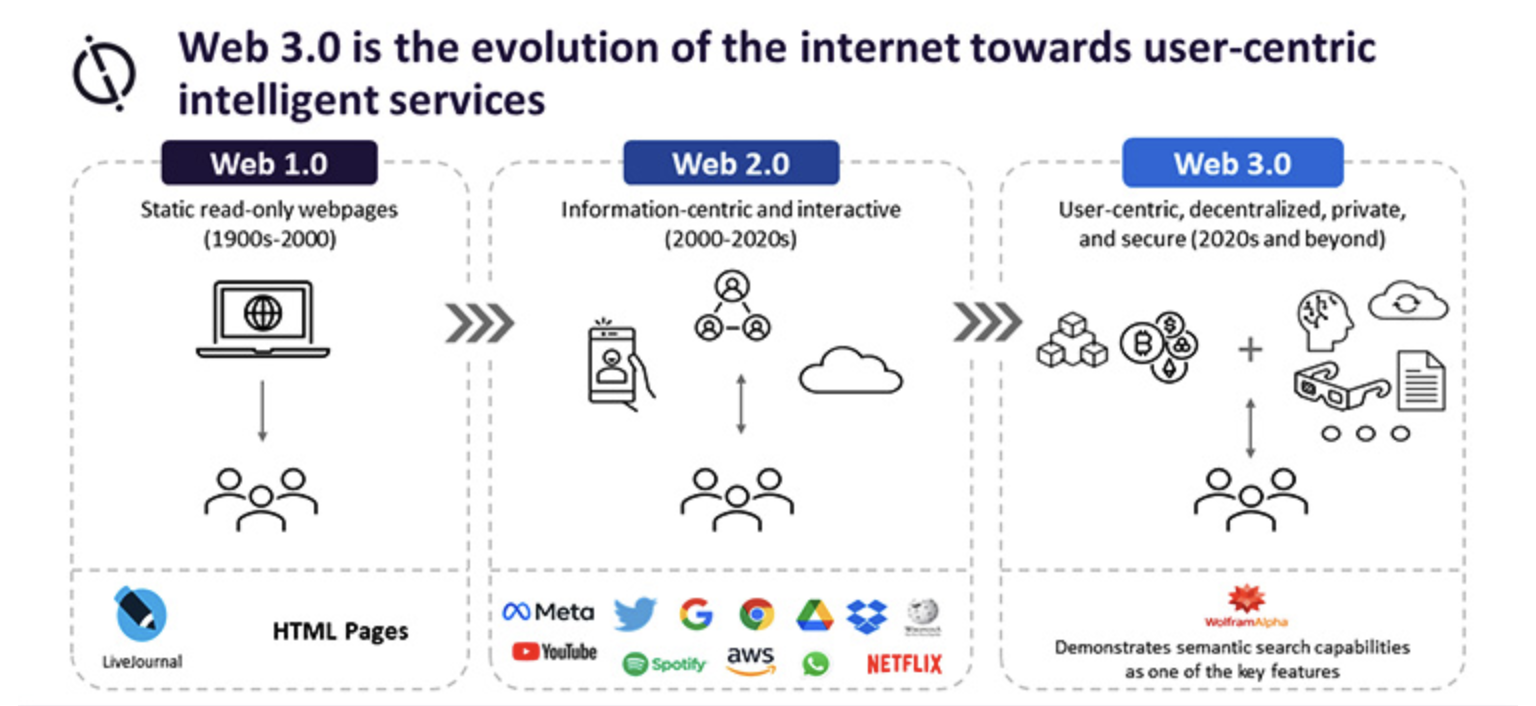 Web 3.0 is the evolution of the internet towards user-centric
intelligent services
Web 1.0
Static read-only webpages
(1900s-2000)
LiveJournal
HTML Pages
Web 2.0
Information-centric and interactive
(2000-2020s)
Meta
YouTube
Spotify
aws
NETFLIX
WIKIPEDIA
Web 3.0
User-centric, decentralized, private,
and secure (2020s and beyond)
WolframAlpha
Demonstrates semantic search capabilities
as one of the key features